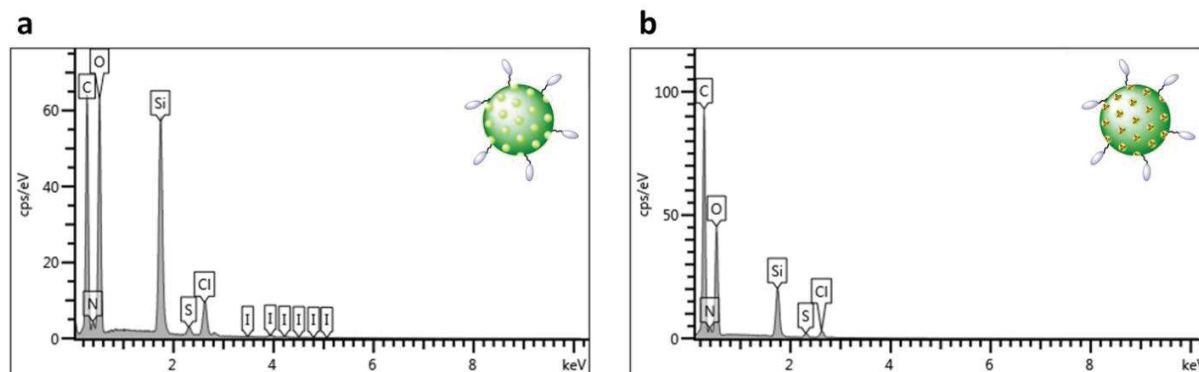 a
O
C
Si
60
40
20
0
N
S
Cl
I I I I I I
cps/eV
2 4 6 8 keV
b
C
100
O
50
Si
N
S
Cl
0
cps/eV
2 4 6 8 keV